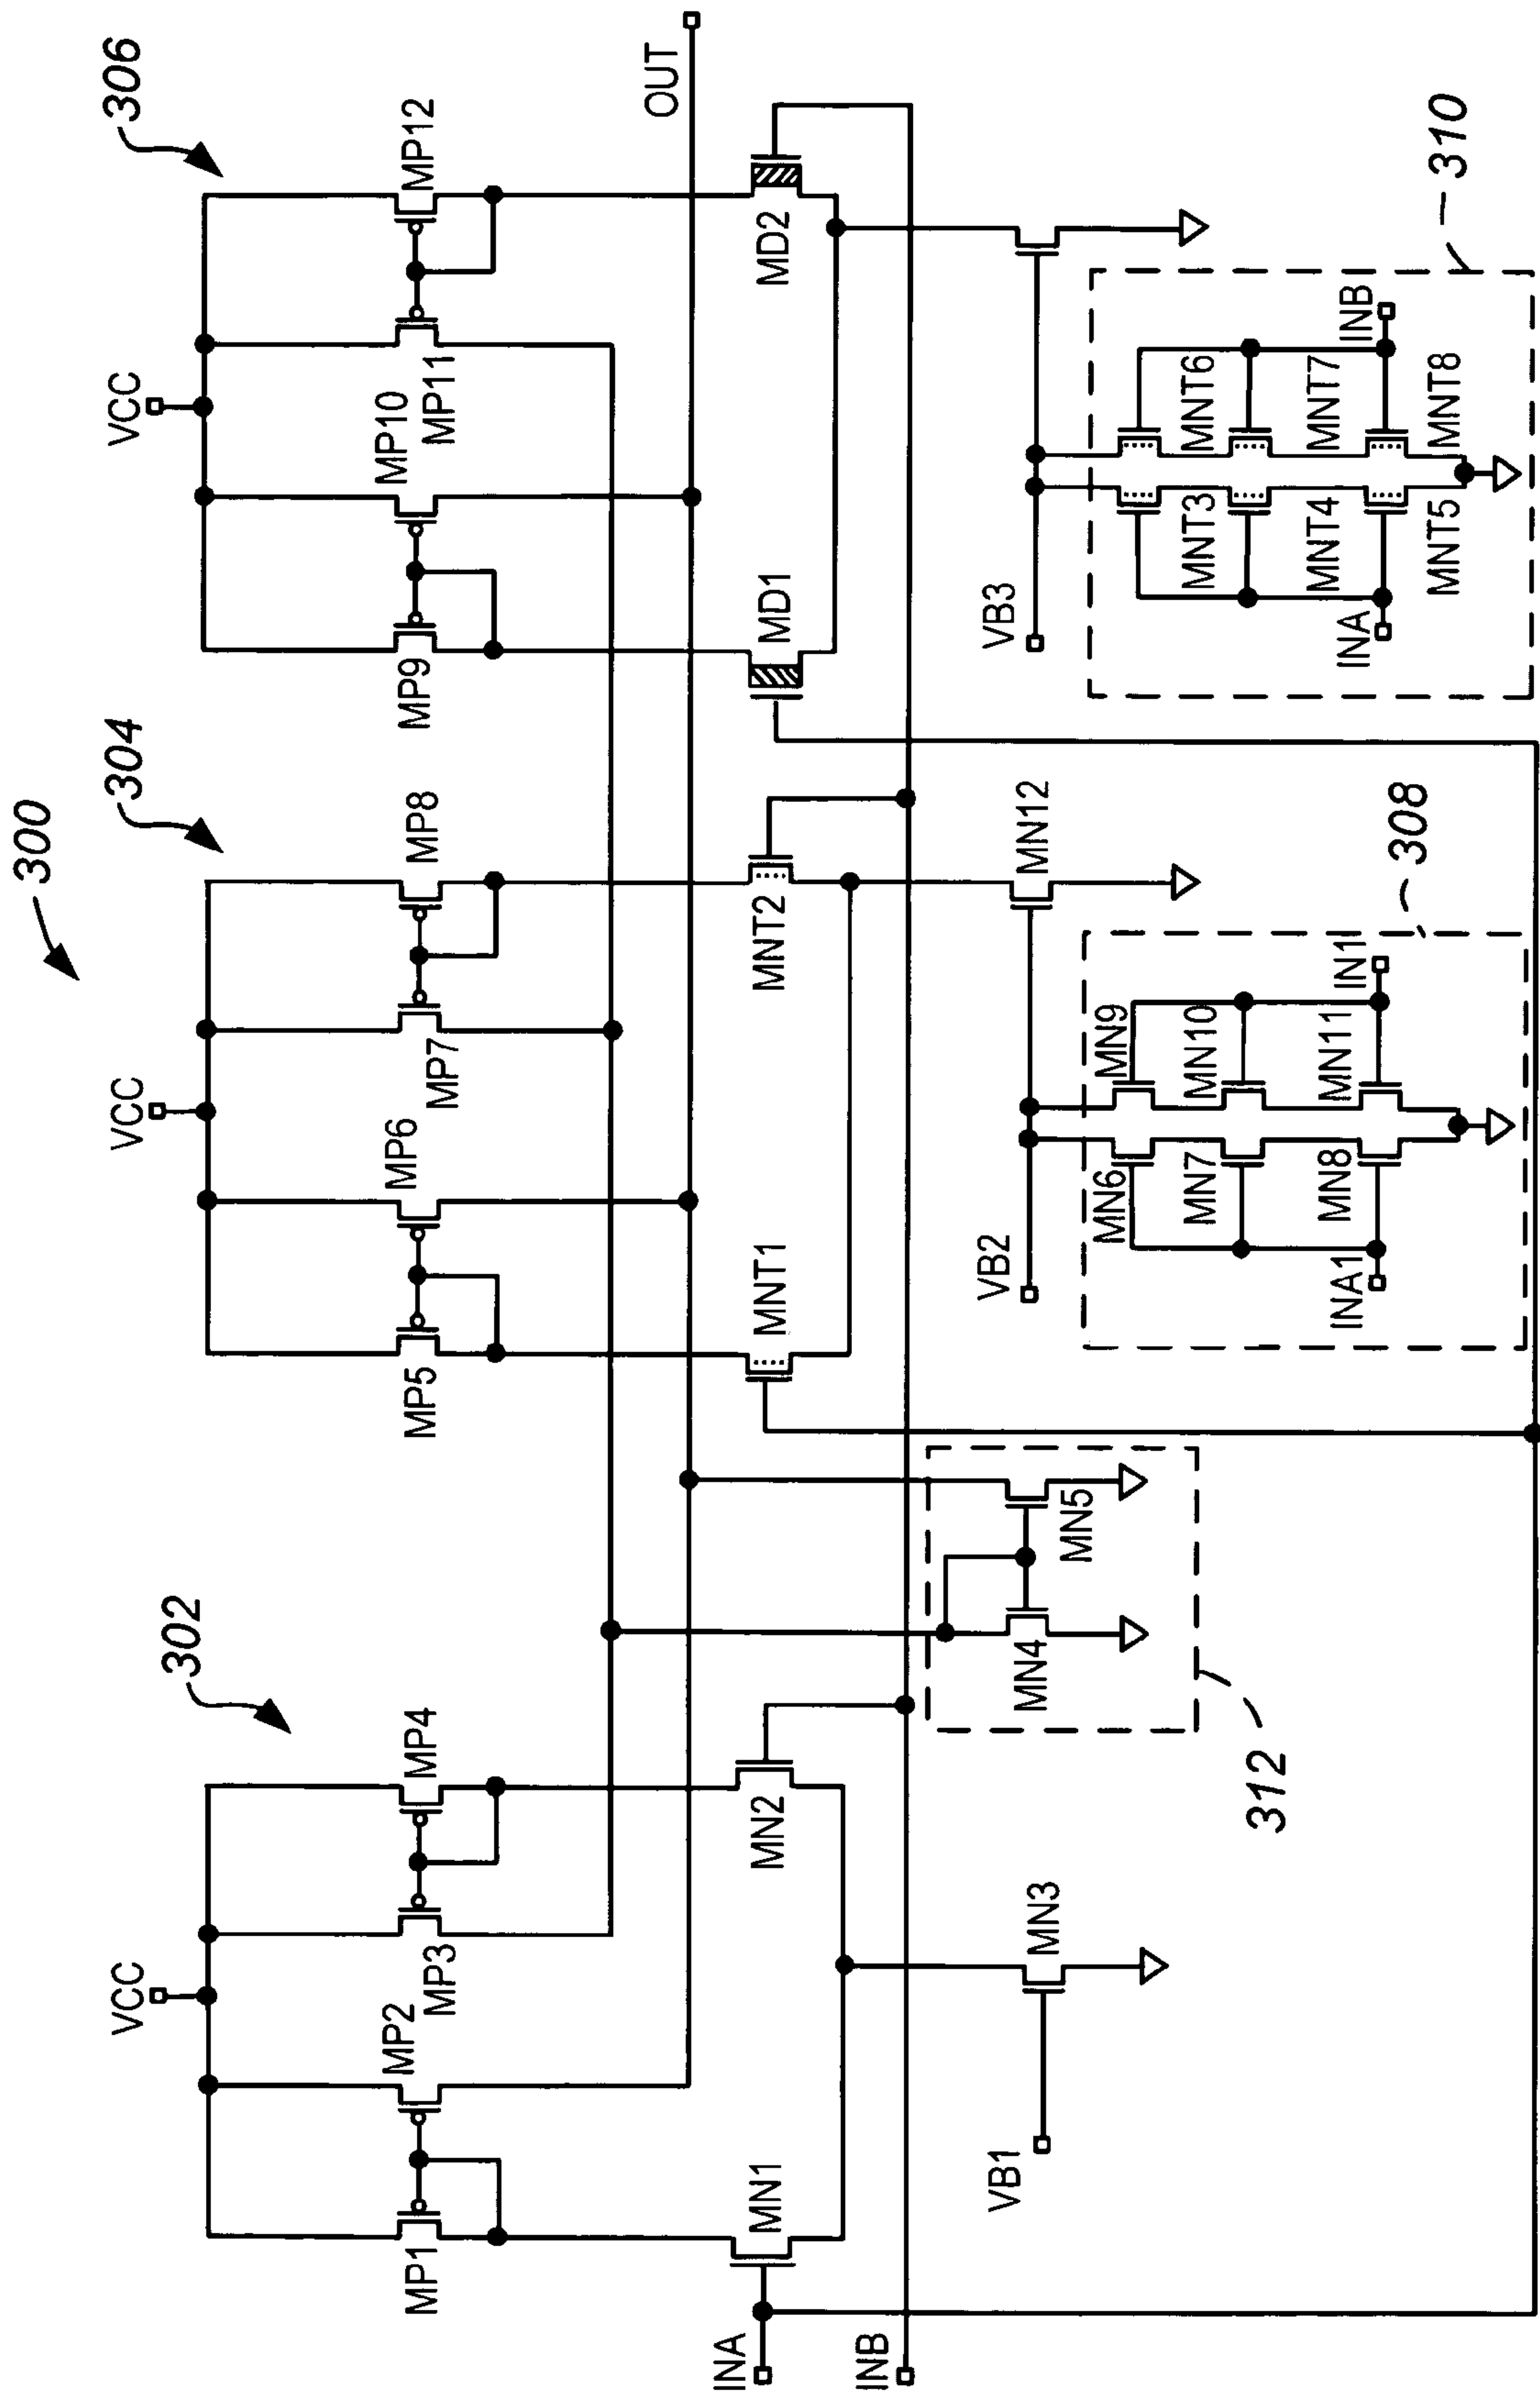 300
302
304
306
VCC
VCC
VCC
MP1
MP2
MP3
MP4
MP5
MP6
MP7
MP8
MP9
MP10
MP11
MP12
OUT
INA
MN1
MN2
MNT1
MNT2
MD1
MD2
INB
VB1
MN3
MN4
MN5
312
VB2
MN12
VB3
MN6
MN7
MN8
MN9
MN10
MN11
INA1
IN1
308
MNT3
MNT4
MNT5
MNT6
MNT7
MNT8
INA
INB
310